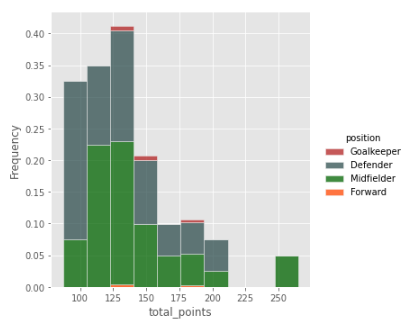 0.40
0.35
0.30
0.25
0.20
0.15
0.10
0.05
0.00
Frequency
100
125
150
175
200
225
250
total_points
position
Goalkeeper
Defender
Midfielder
Forward